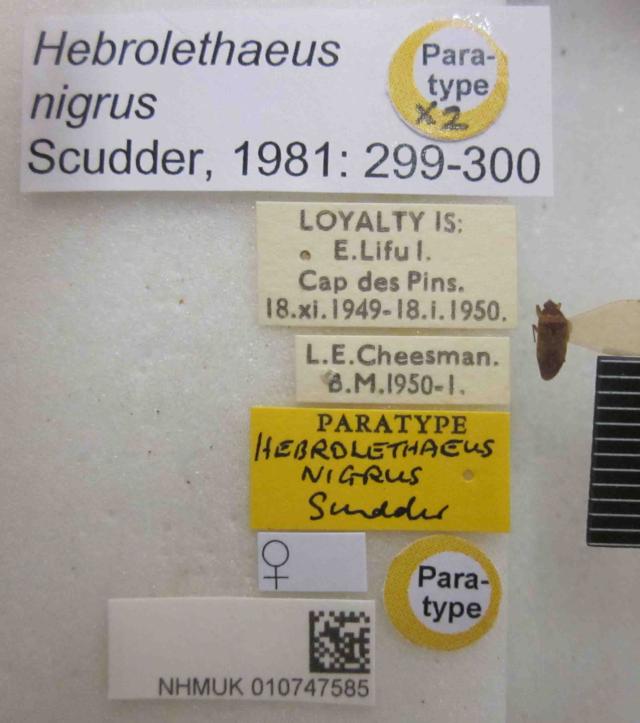 Hebrolethaeus
nigrus
Scudder, 1981: 299-300
Para-
type
X2
LOYALTY IS:
E.Lifu I.
Cap des Pins.
18.xi.1949-18.i.1950.
L.E.Cheesman.
B.M.1950-1.
PARATYPE
HEBROLETHAEUS
NIGRUS
Scudder
♀
Para-
type
NHMUK 010747585